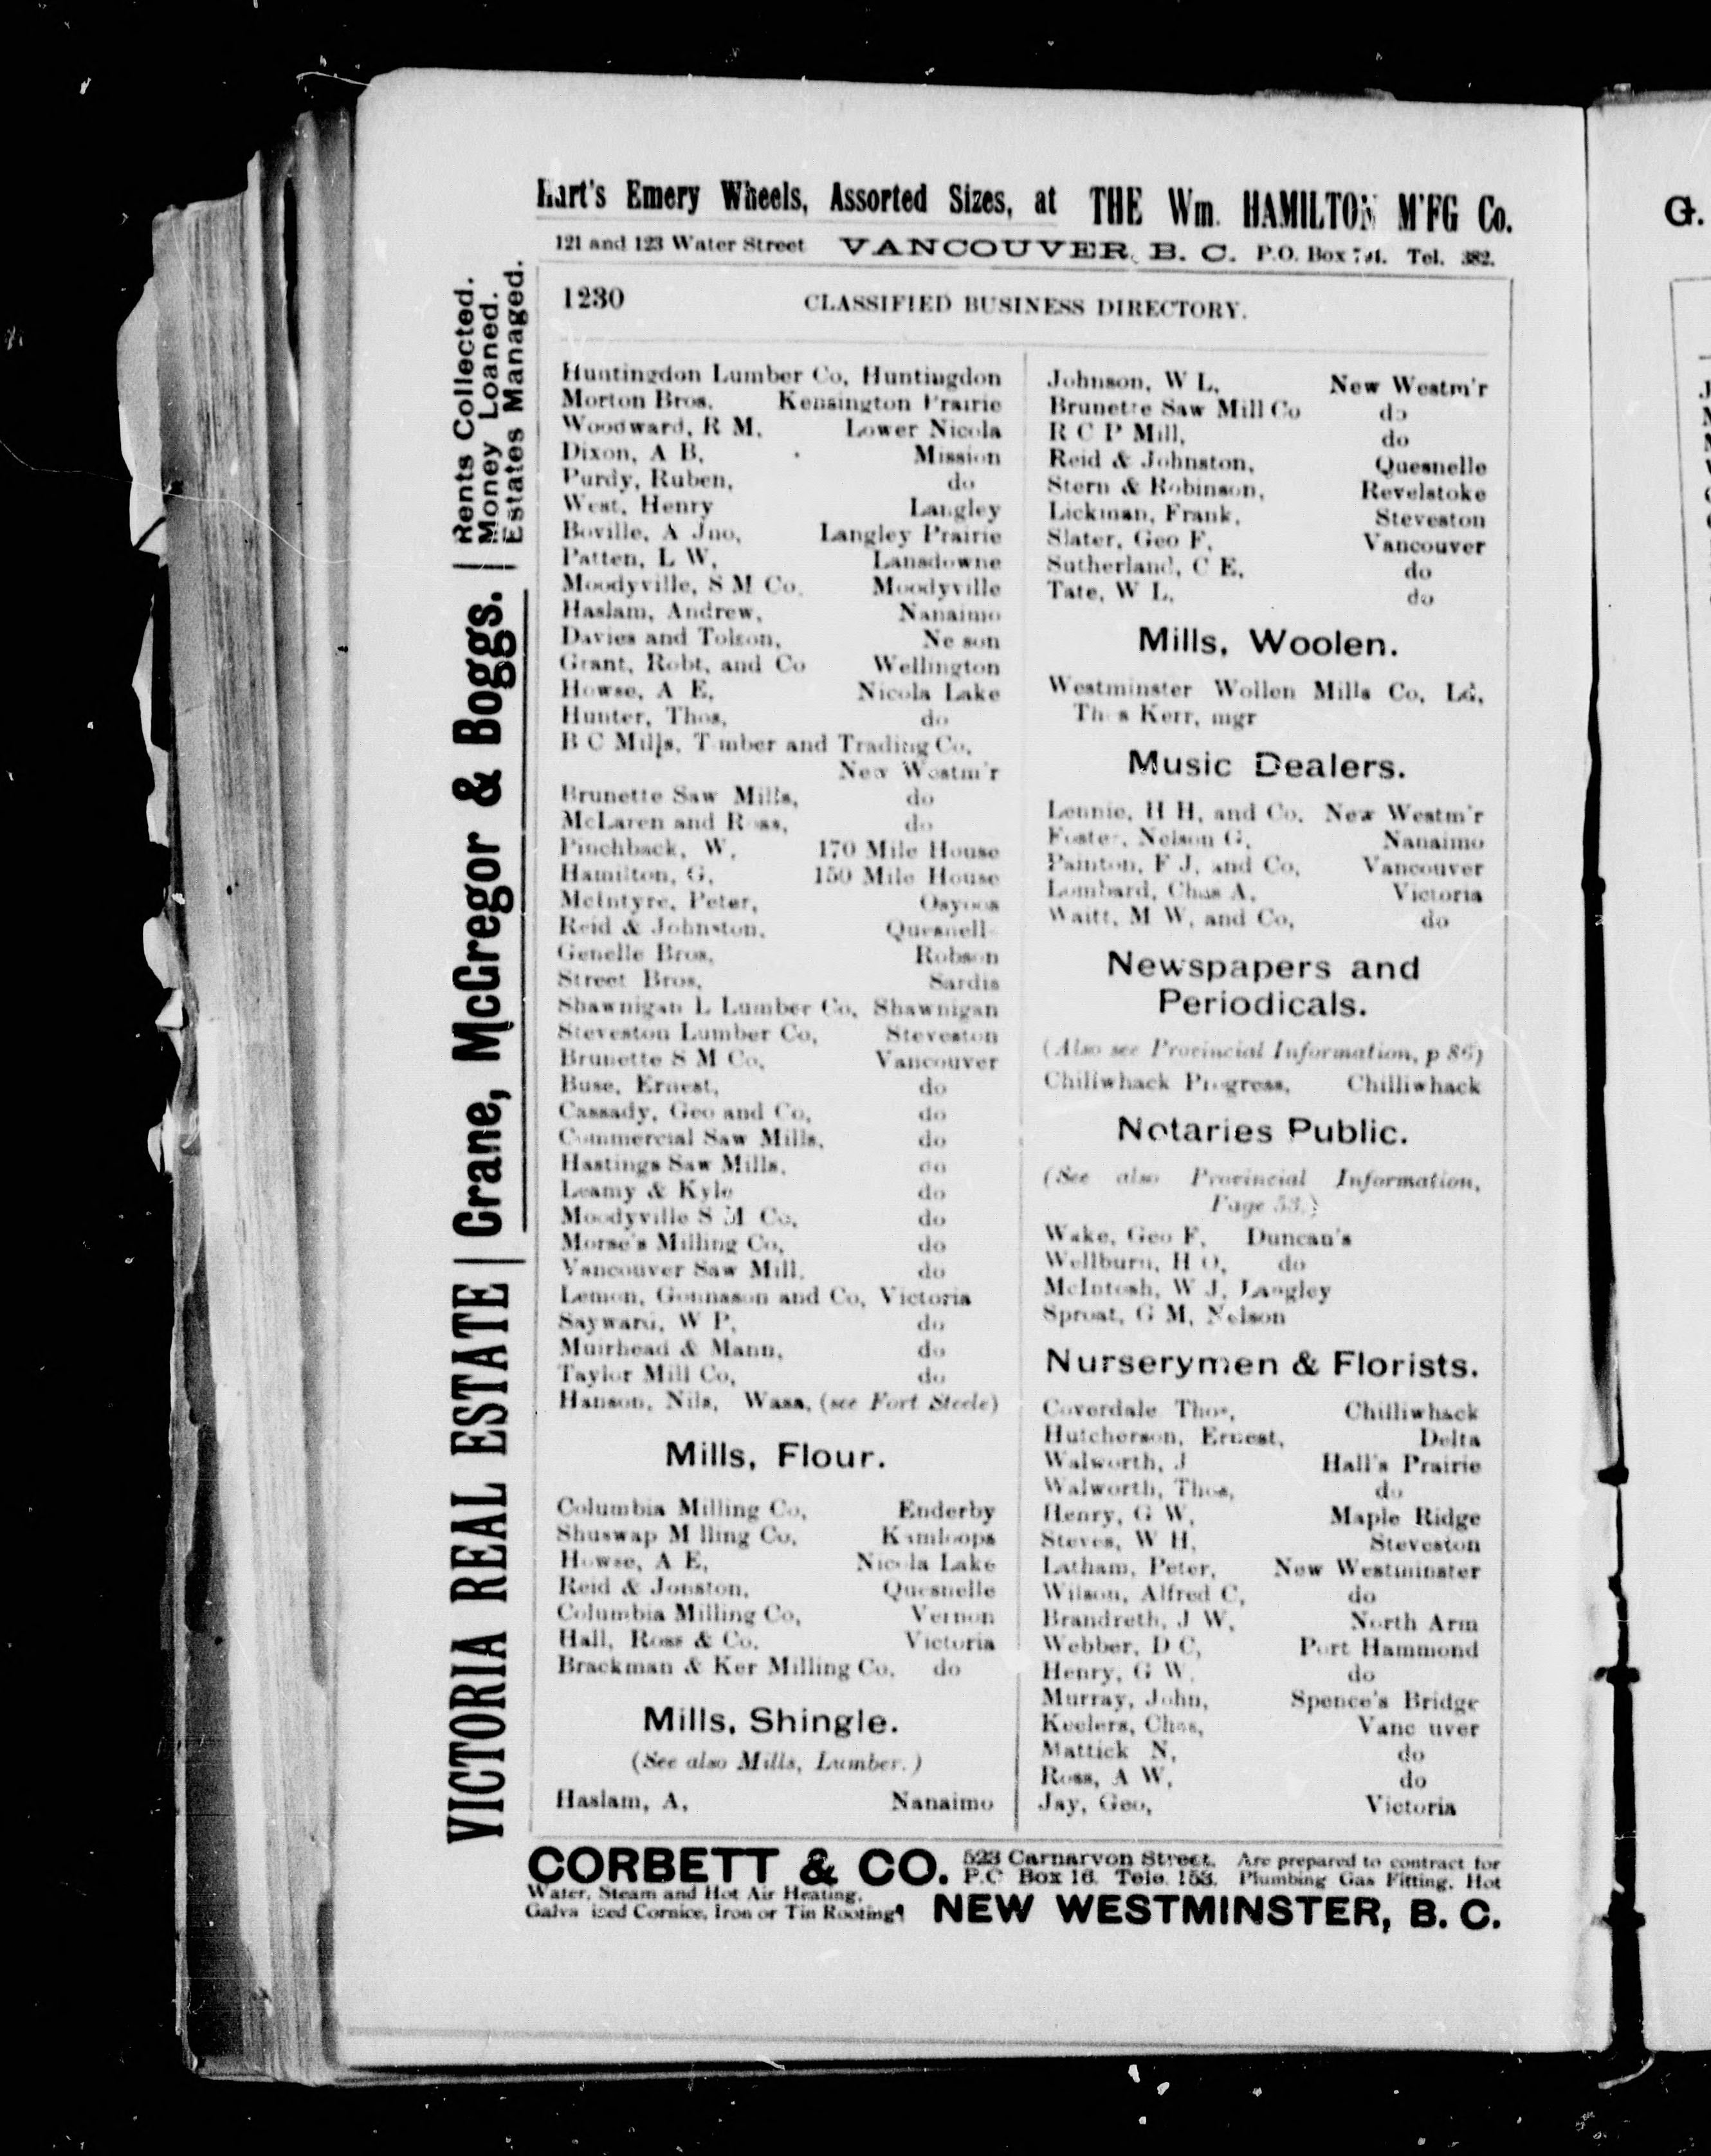 Hart's Emery Wheels, Assorted Sizes, at THE Wm. HAMILTON M'FG Co.
121 and 123 Water Street VANCOUVER, B. C. P.O. Box Tel. 382.
1230 CLASSIFIED BUSINESS DIRECTORY.
Huntingdon Lumber Co, Huntingdon
Morton Bros, Kensington Prairie
Woodward, R M, Lower Nicola
Dixon, A B, Mission
Purdy, Ruben, do
West, Henry Langley
Boville, A Jno, Langley Prairie
Patten, L W, Lansdowne
Moodyville, S M Co, Moodyville
Haslam, Andrew, Nanaimo
Davies and Tolson, Ne son
Grant, Robt, and Co Wellington
Howse, A E, Nicola Lake
Hunter, Thos, do
B C Mills, T mber and Trading Co,
New Westm'r
Brunette Saw Mills, do
McLaren and Ross, do
Pinchback, W, 170 Mile House
Hamilton, G, 150 Mile House
McIntyre, Peter, Osyoos
Reid & Johnston, Quesnell
Genelle Bros, Robson
Street Bros, Sardis
Shawnigan L Lumber Co, Shawnigan
Steveston Lumber Co, Steveston
Brunette S M Co, Vancouver
Buse, Ernest, do
Cassady, Geo and Co, do
Commercial Saw Mills, do
Hastings Saw Mills, do
Leamy & Kyle do
Moodyville S M Co, do
Morse's Milling Co, do
Vancouver Saw Mill, do
Lemon, Gonnason and Co, Victoria
Sayward, W P, do
Muirhead & Mann, do
Taylor Mill Co, do
Hanson, Nils, Wasa, (see Fort Steele)
Mills, Flour.
Columbia Milling Co, Enderby
Shuswap M lling Co, Kamloops
Howse, A E, Nicola Lake
Reid & Jonston, Quesnelle
Columbia Milling Co, Vernon
Hall, Ross & Co, Victoria
Brackman & Ker Milling Co, do
Mills, Shingle.
(See also Mills, Lumber.)
Haslam, A, Nanaimo
Johnson, W L, New Westm'r
Brunette Saw Mill Co do
R C P Mill, do
Reid & Johnston, Quesnelle
Stern & Robinson, Revelstoke
Lickman, Frank, Steveston
Slater, Geo F, Vancouver
Sutherland, C E, do
Tate, W L, do
Mills, Woolen.
Westminster Wollen Mills Co, Ld,
Thos Kerr, mgr
Music Dealers.
Lennie, H H, and Co, New Westm'r
Foster, Nelson G, Nanaimo
Painton, F J, and Co, Vancouver
Lombard, Chas A, Victoria
Waitt, M W, and Co, do
Newspapers and
Periodicals.
(Also see Provincial Information, p 86)
Chilliwhack Progress, Chilliwhack
Notaries Public.
(See also Provincial Information,
Page 53.)
Wake, Geo F, Duncan's
Wellburn, H O, do
McIntosh, W J, Langley
Sproat, G M, Nelson
Nurserymen & Florists.
Coverdale Thos, Chilliwhack
Hutcherson, Ernest, Delta
Walworth, J Hall's Prairie
Walworth, Thos, do
Henry, G W, Maple Ridge
Steves, W H, Steveston
Latham, Peter, New Westminster
Wilson, Alfred C, do
Brandreth, J W, North Arm
Webber, D C, Port Hammond
Henry, G W, do
Murray, John, Spence's Bridge
Keelers, Chas, Vanc uver
Mattick N, do
Ross, A W, do
Jay, Geo, Victoria
VICTORIA REAL ESTATE | Crane, McGregor & Boggs. |
Rents Collected.
Money Loaned.
Estates Managed.
CORBETT & CO. 523 Carnarvon Street. Are prepared to contract for
P.O Box 16. Tele. 153. Plumbing Gas Fitting, Hot
Water, Steam and Hot Air Heating,
Galva ized Cornice, Iron or Tin Roofing NEW WESTMINSTER, B. C.
G.